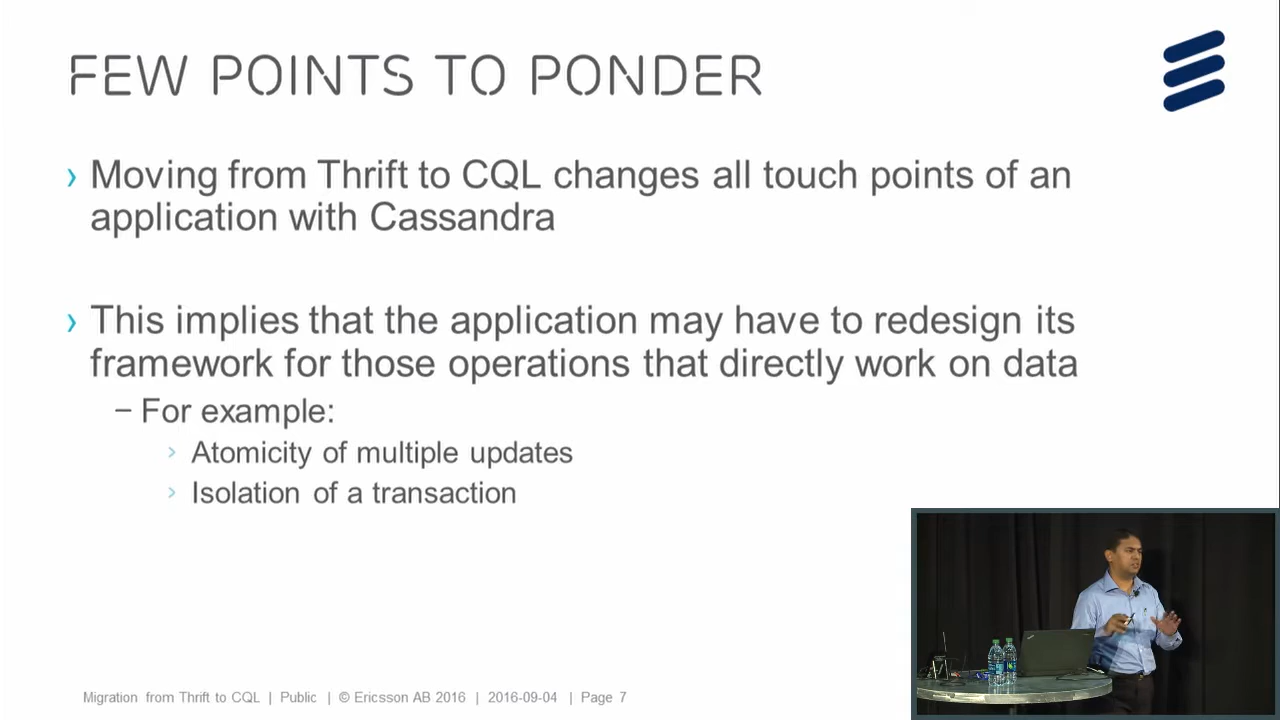 FEW POINTS TO PONDER
› Moving from Thrift to CQL changes all touch points of an
application with Cassandra
› This implies that the application may have to redesign its
framework for those operations that directly work on data
– For example:
› Atomicity of multiple updates
› Isolation of a transaction
Migration from Thrift to CQL | Public | © Ericsson AB 2016 | 2016-09-04 | Page 7